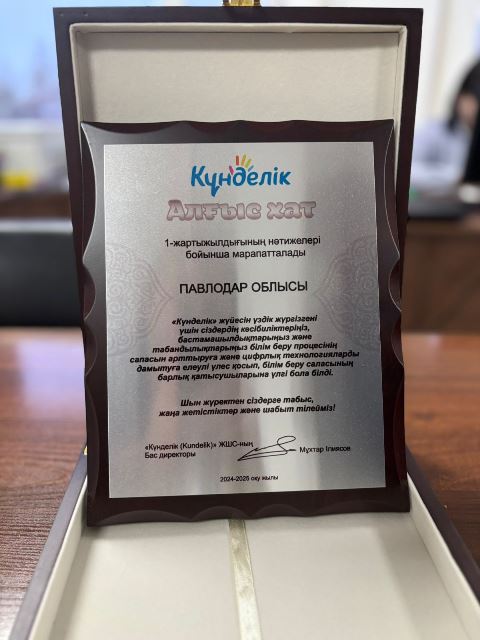 Күнделік
Алғыс хат
1-жартыжылдығының нәтижелері
бойынша марапатталады
ПАВЛОДАР ОБЛЫСЫ
«Күнделік» жүйесін үздік жүргізгені
үшін сіздердің кәсібиліктеріңіз,
бастамашылдықтарыңыз және
табандылықтарыңыз білім беру процесінің
сапасын арттыруға және цифрлық технологияларды
дамытуға елеулі үлес қосып, білім беру саласының
барлық қатысушыларына үлгі бола білді.
Шын жүректен сіздерге табыс,
жаңа жетістіктер және шабыт тілейміз!
«Күнделік (Kundelik)» ЖШС-ның
Бас директоры Мұхтар Ілиясов
2024-2025 оқу жылы